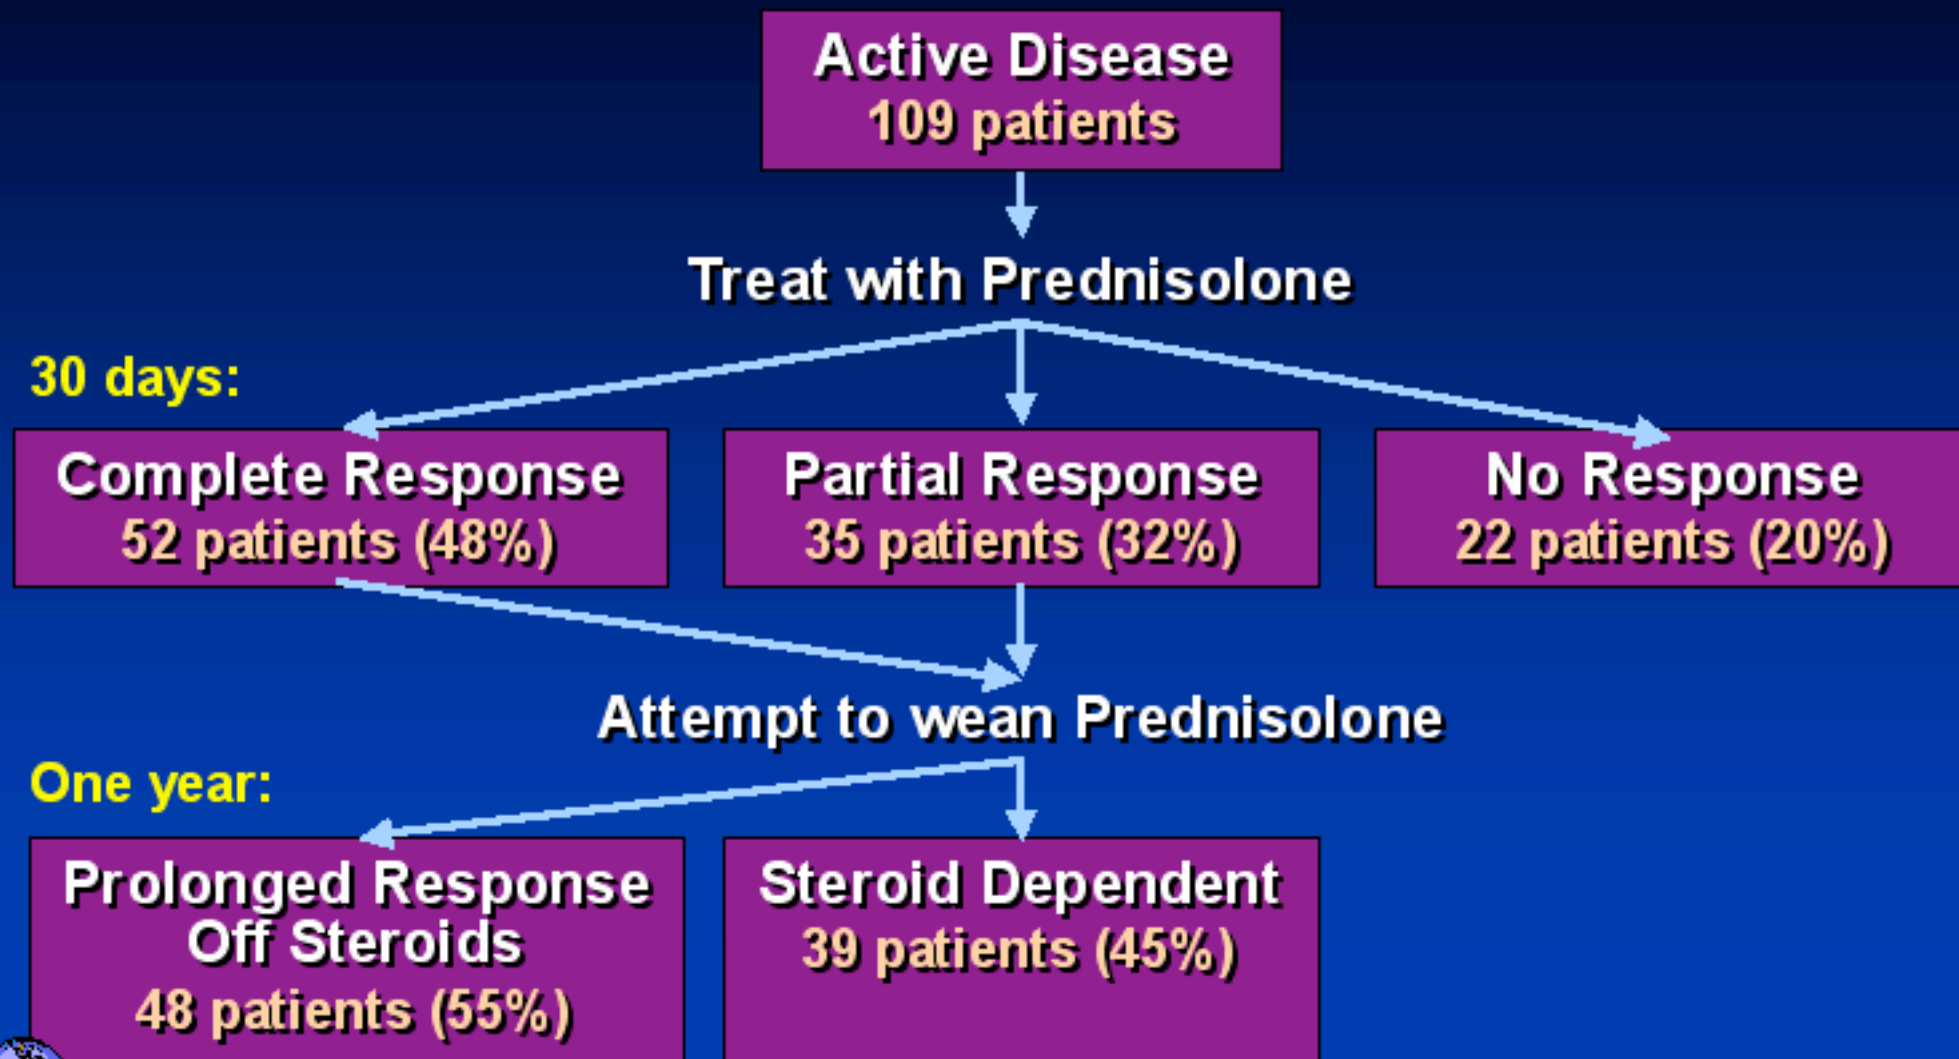 Active Disease
109 patients
Treat with Prednisolone
30 days:
Complete Response
52 patients (48%)
Partial Response
35 patients (32%)
No Response
22 patients (20%)
Attempt to wean Prednisolone
One year:
Prolonged Response
Off Steroids
48 patients (55%)
Steroid Dependent
39 patients (45%)